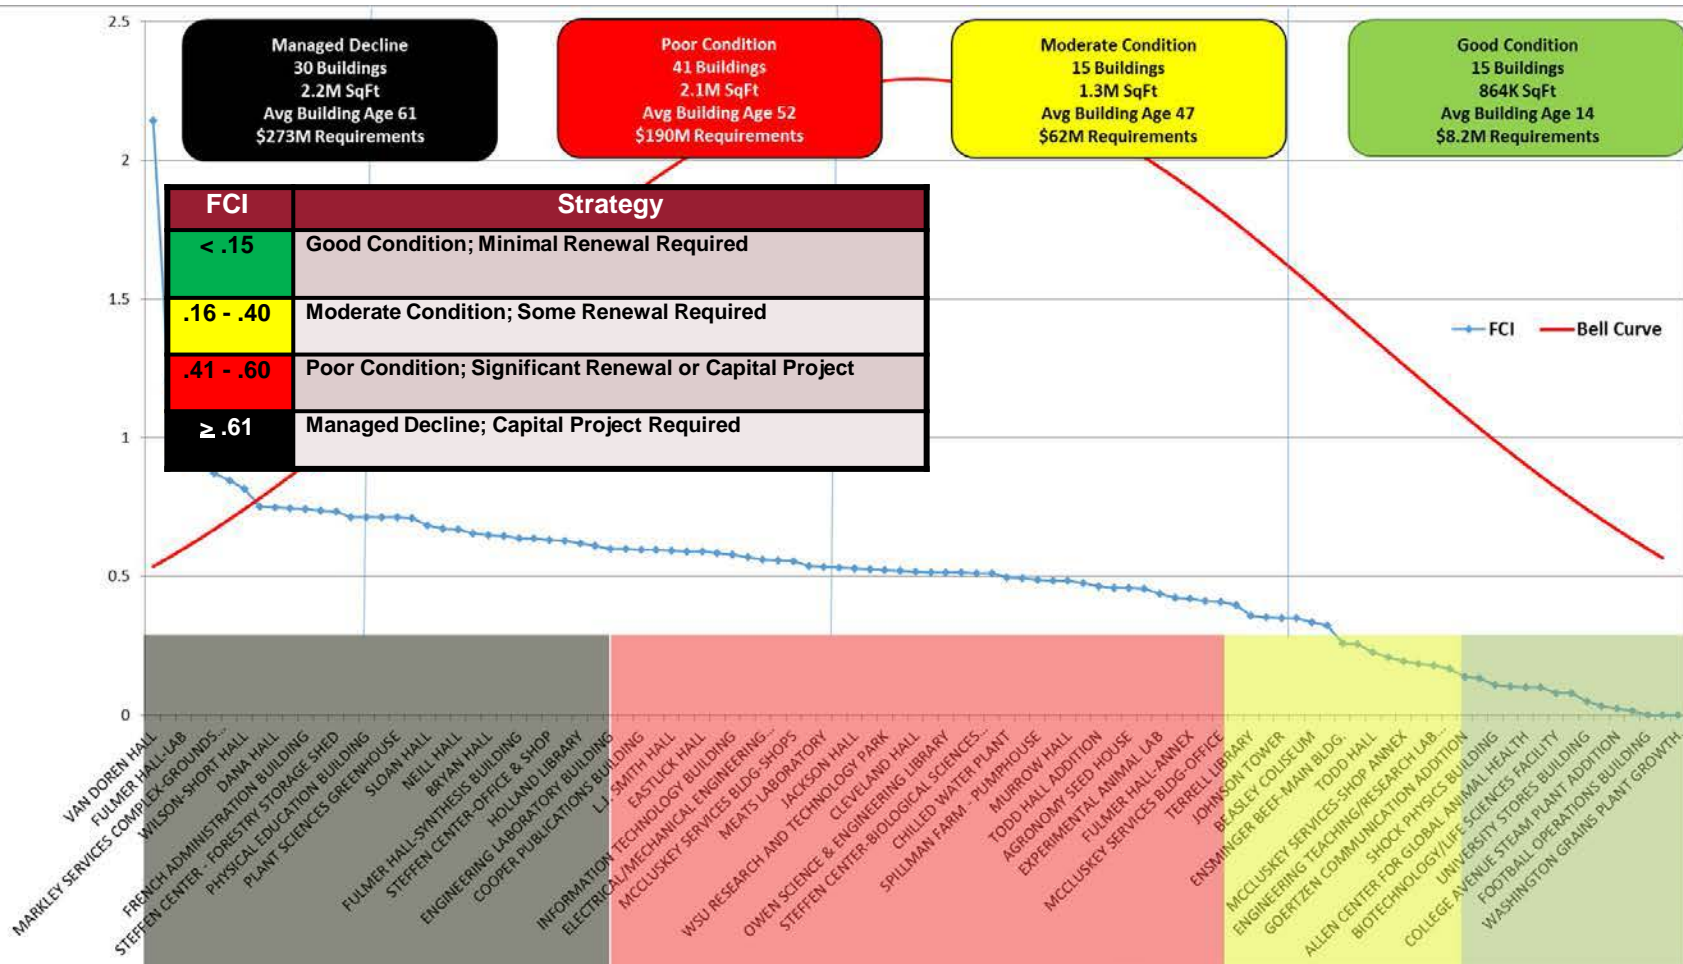 2.5
2
1.5
1
0.5
0
Managed Decline
30 Buildings
2.2M SqFt
Avg Building Age 61
$273M Requirements
Poor Condition
41 Buildings
2.1M SqFt
Avg Building Age 52
$190M Requirements
Moderate Condition
15 Buildings
1.3M SqFt
Avg Building Age 47
$62M Requirements
Good Condition
15 Buildings
864K SqFt
Avg Building Age 14
$8.2M Requirements
FCI Strategy
< .15 Good Condition; Minimal Renewal Required
.16 - .40 Moderate Condition; Some Renewal Required
.41 - .60 Poor Condition; Significant Renewal or Capital Project
≥ .61 Managed Decline; Capital Project Required
FCI
Bell Curve
VAN DOREN HALL
FULMER HALL-LAB
MARKLEY SERVICES COMPLEX-GROUNDS...
WILSON-SHORT HALL
DANA HALL
FRENCH ADMINISTRATION BUILDING
STEFFEN CENTER - FORESTRY STORAGE SHED
PHYSICAL EDUCATION BUILDING
PLANT SCIENCES GREENHOUSE
SLOAN HALL
NEILL HALL
BRYAN HALL
FULMER HALL-SYNTHESIS BUILDING
STEFFEN CENTER-OFFICE & SHOP
HOLLAND LIBRARY
ENGINEERING LABORATORY BUILDING
COOPER PUBLICATIONS BUILDING
L.J. SMITH HALL
EASTLICK HALL
INFORMATION TECHNOLOGY BUILDING
ELECTRICAL/MECHANICAL ENGINEERING...
MCCLUSKEY SERVICES BLDG-SHOPS
MEATS LABORATORY
JACKSON HALL
WSU RESEARCH AND TECHNOLOGY PARK
CLEVELAND HALL
OWEN SCIENCE & ENGINEERING LIBRARY
STEFFEN CENTER-BIOLOGICAL SCIENCES...
CHILLED WATER PLANT
SPILLMAN FARM - PUMPHOUSE
MURROW HALL
TODD HALL ADDITION
AGRONOMY SEED HOUSE
EXPERIMENTAL ANIMAL LAB
FULMER HALL-ANNEX
MCCLUSKEY SERVICES BLDG-OFFICE
TERRELL LIBRARY
JOHNSON TOWER
BEASLEY COLISEUM
ENSMINGER BEEF-MAIN BLDG.
TODD HALL
MCCLUSKEY SERVICES-SHOP ANNEX
ENGINEERING TEACHING/RESEARCH LAB...
GOERTZEN COMMUNICATION ADDITION
SHOCK PHYSICS BUILDING
ALLEN CENTER FOR GLOBAL ANIMAL HEALTH
BIOTECHNOLOGY/LIFE SCIENCES FACILITY
UNIVERSITY STORES BUILDING
COLLEGE AVENUE STEAM PLANT ADDITION
FOOTBALL OPERATIONS BUILDING
WASHINGTON GRAINS PLANT GROWTH